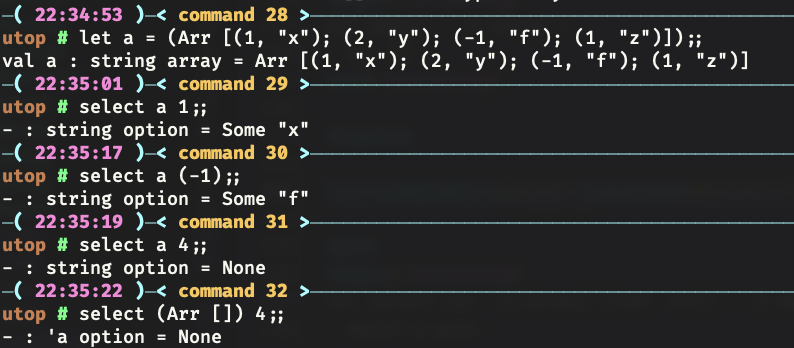 —( 22:34:53 )—< command 28 >—
utop # let a = (Arr [(1, "x"); (2, "y"); (-1, "f"); (1, "z")]);;
val a : string array = Arr [(1, "x"); (2, "y"); (-1, "f"); (1, "z")]
—( 22:35:01 )—< command 29 >—
utop # select a 1;;
- : string option = Some "x"
—( 22:35:17 )—< command 30 >—
utop # select a (-1);;
- : string option = Some "f"
—( 22:35:19 )—< command 31 >—
utop # select a 4;;
- : string option = None
—( 22:35:22 )—< command 32 >—
utop # select (Arr []) 4;;
- : 'a option = None